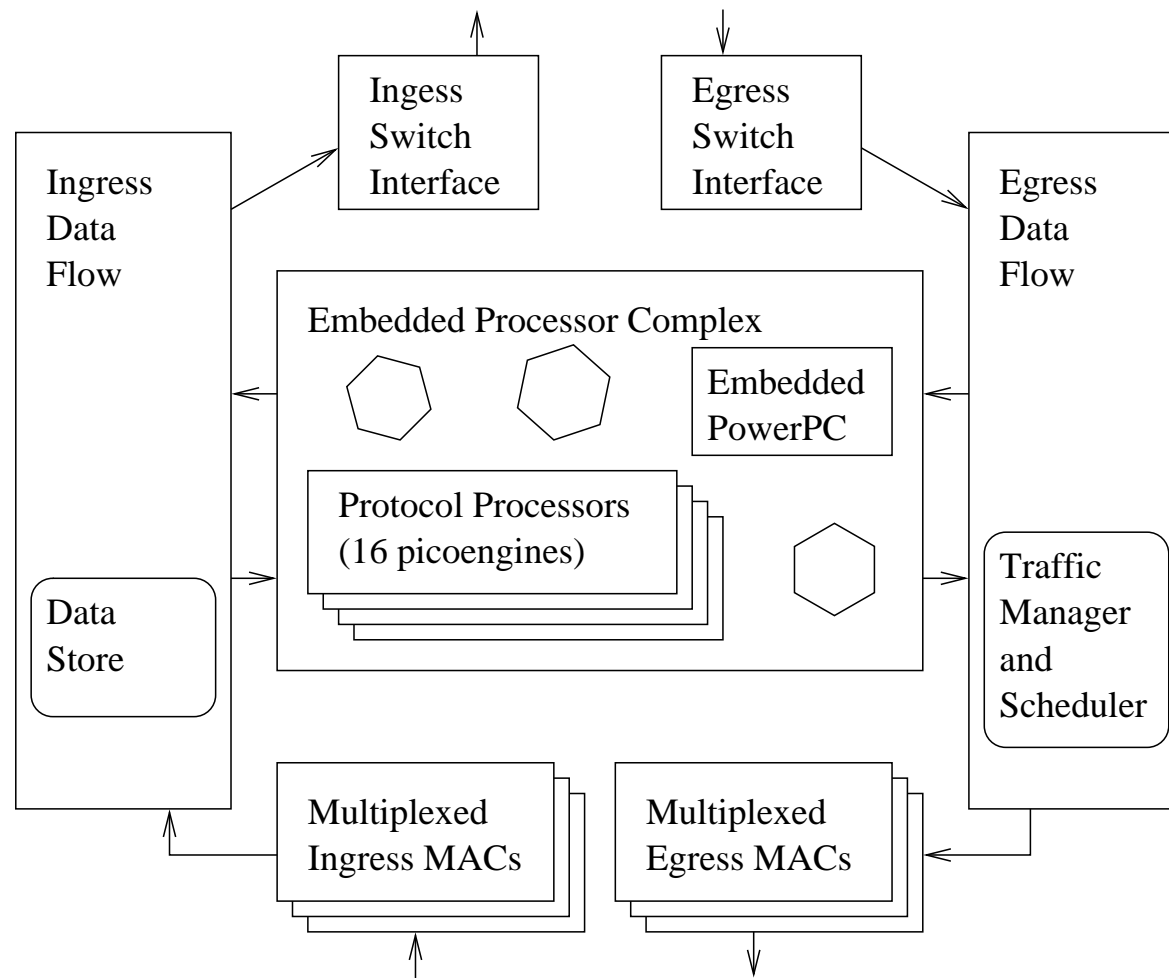 Ingess
Switch
Interface
Egress
Switch
Interface
Ingress
Data
Flow
Egress
Data
Flow
Embedded Processor Complex
Embedded
PowerPC
Protocol Processors
(16 picoengines)
Data
Store
Traffic
Manager
and
Scheduler
Multiplexed
Ingress MACs
Multiplexed
Egress MACs